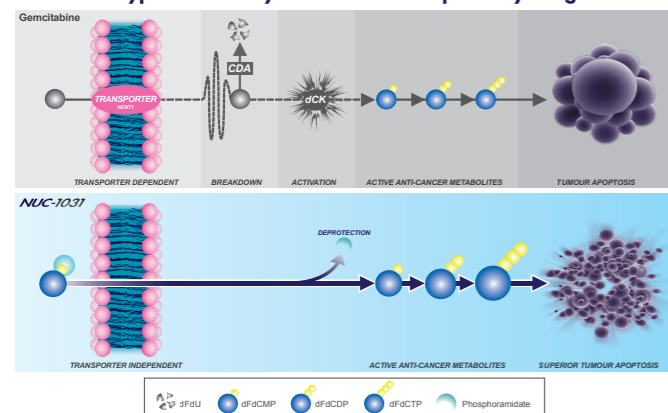 Gemcitabine
CDA
TRANSPORTER
hENT1
dCK
TRANSPORTER DEPENDENT
BREAKDOWN
ACTIVATION
ACTIVE ANTI-CANCER METABOLITES
TUMOUR APOPTOSIS
NUC-1031
DEPROTECTION
TRANSPORTER INDEPENDENT
ACTIVE ANTI-CANCER METABOLITES
SUPERIOR TUMOUR APOPTOSIS
dFdU dFdCMP dFdCDP dFdCTP Phosphoramidate